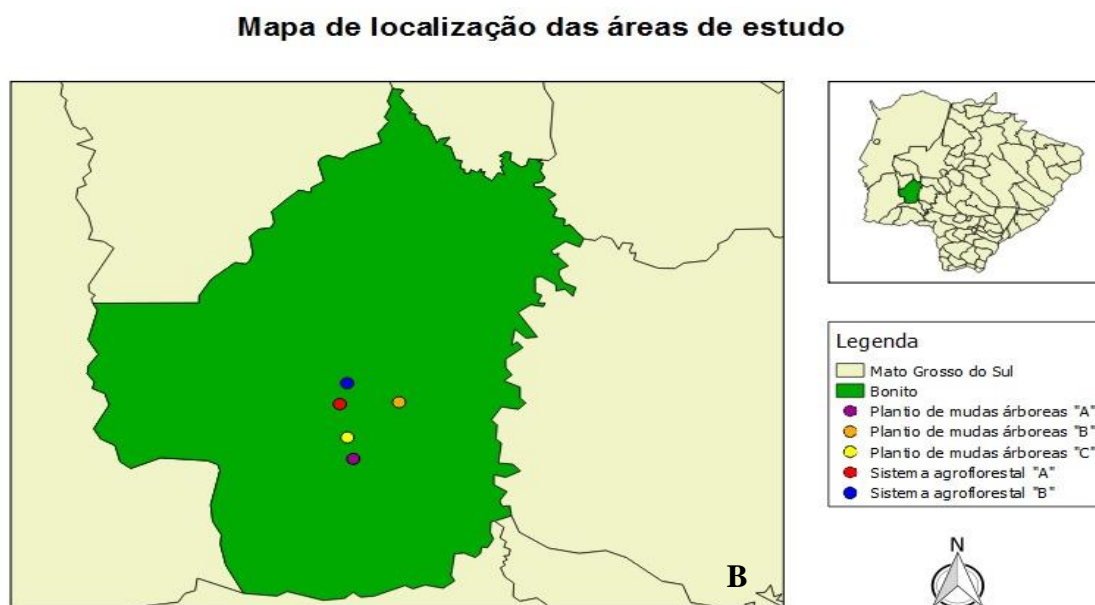 Mapa de localização das áreas de estudo
B
Legenda
Mato Grosso do Sul
Bonito
Plantio de mudas árboreas "A"
Plantio de mudas árboreas "B"
Plantio de mudas árboreas "C"
Sistema agroflorestal "A"
Sistema agroflorestal "B"
N